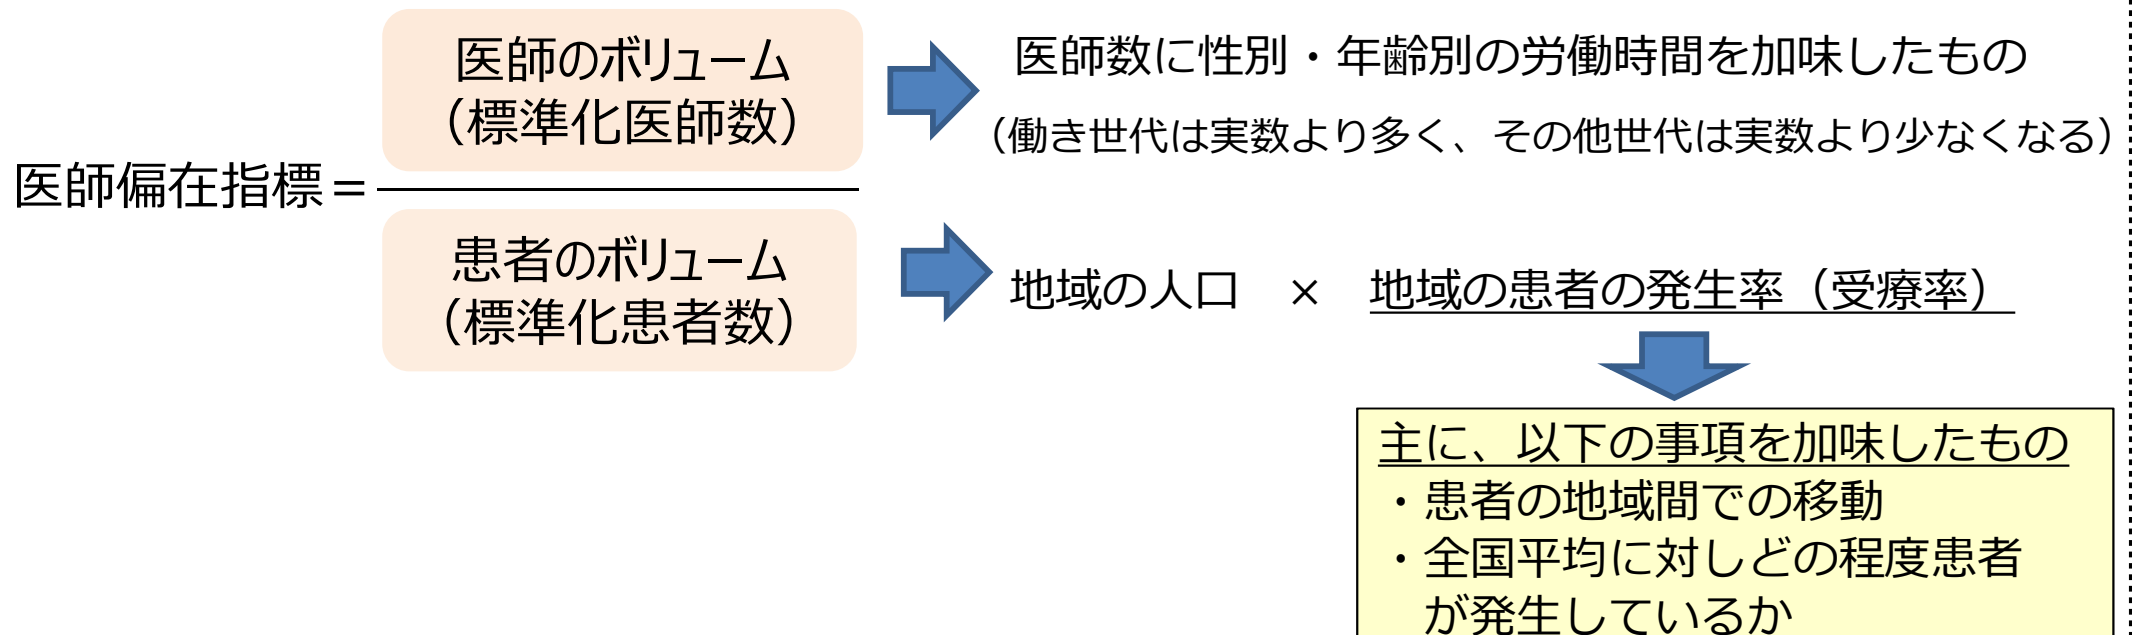 医師偏在指標＝
医師のボリューム
（標準化医師数）
患者のボリューム
（標準化患者数）
医師数に性別・年齢別の労働時間を加味したもの
（働き世代は実数より多く、その他世代は実数より少なくなる）
地域の人口　×　地域の患者の発生率（受療率）
主に、以下の事項を加味したもの
・患者の地域間での移動
・全国平均に対しどの程度患者
が発生しているか